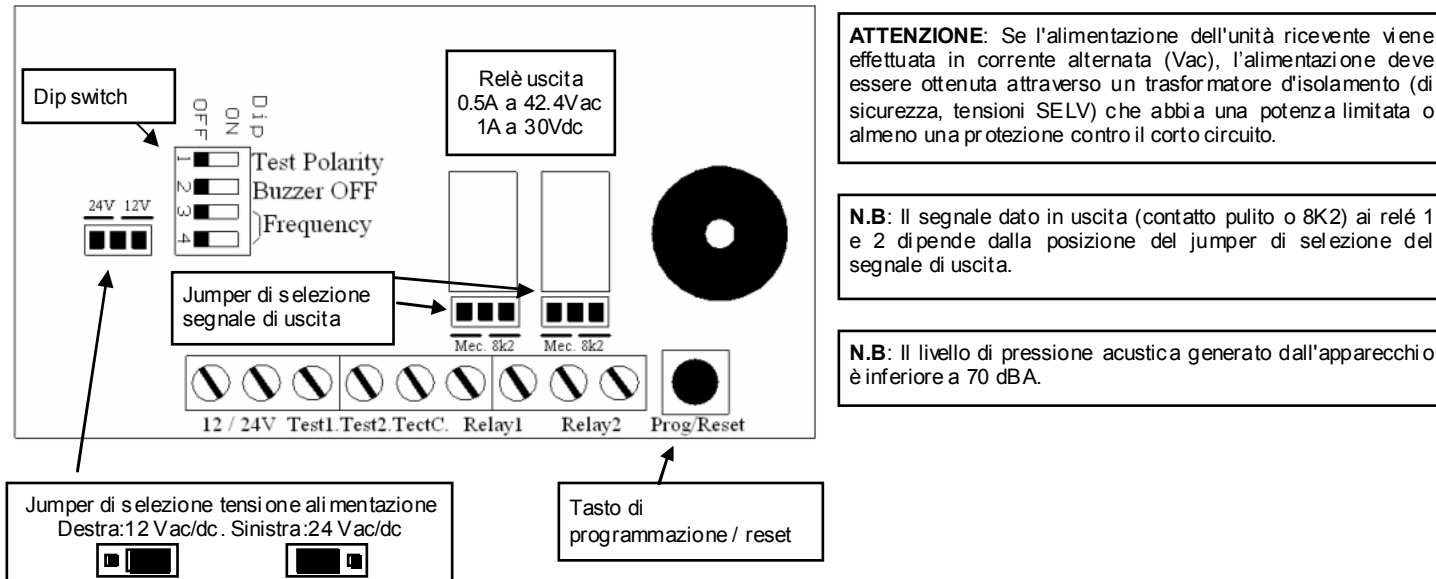 Dip switch
OFF
ON
Dip
1
2
3
4
Test Polarity
Buzzer OFF
Frequency
24V 12V
Relè uscita
0.5A a 42.4Vac
1A a 30Vdc
Jumper di selezione
segnale di uscita
Mec. 8k2
Mec. 8k2
12 / 24V Test1.Test2.TectC. Relay1 Relay2 Prog/Reset
Jumper di selezione tensione alimentazione
Destra:12 Vac/dc. Sinistra:24 Vac/dc
Tasto di
programmazione / reset
ATTENZIONE: Se l'alimentazione dell'unità ricevente viene
effettuata in corrente alternata (Vac), l'alimentazione deve
essere ottenuta attraverso un trasformatore d'isolamento (di
sicurezza, tensioni SELV) che abbia una potenza limitata o
almeno una protezione contro il corto circuito.
N.B: Il segnale dato in uscita (contatto pulito o 8K2) ai relé 1
e 2 dipende dalla posizione del jumper di selezione del
segnale di uscita.
N.B: Il livello di pressione acustica generato dall'apparecchio
è inferiore a 70 dBA.